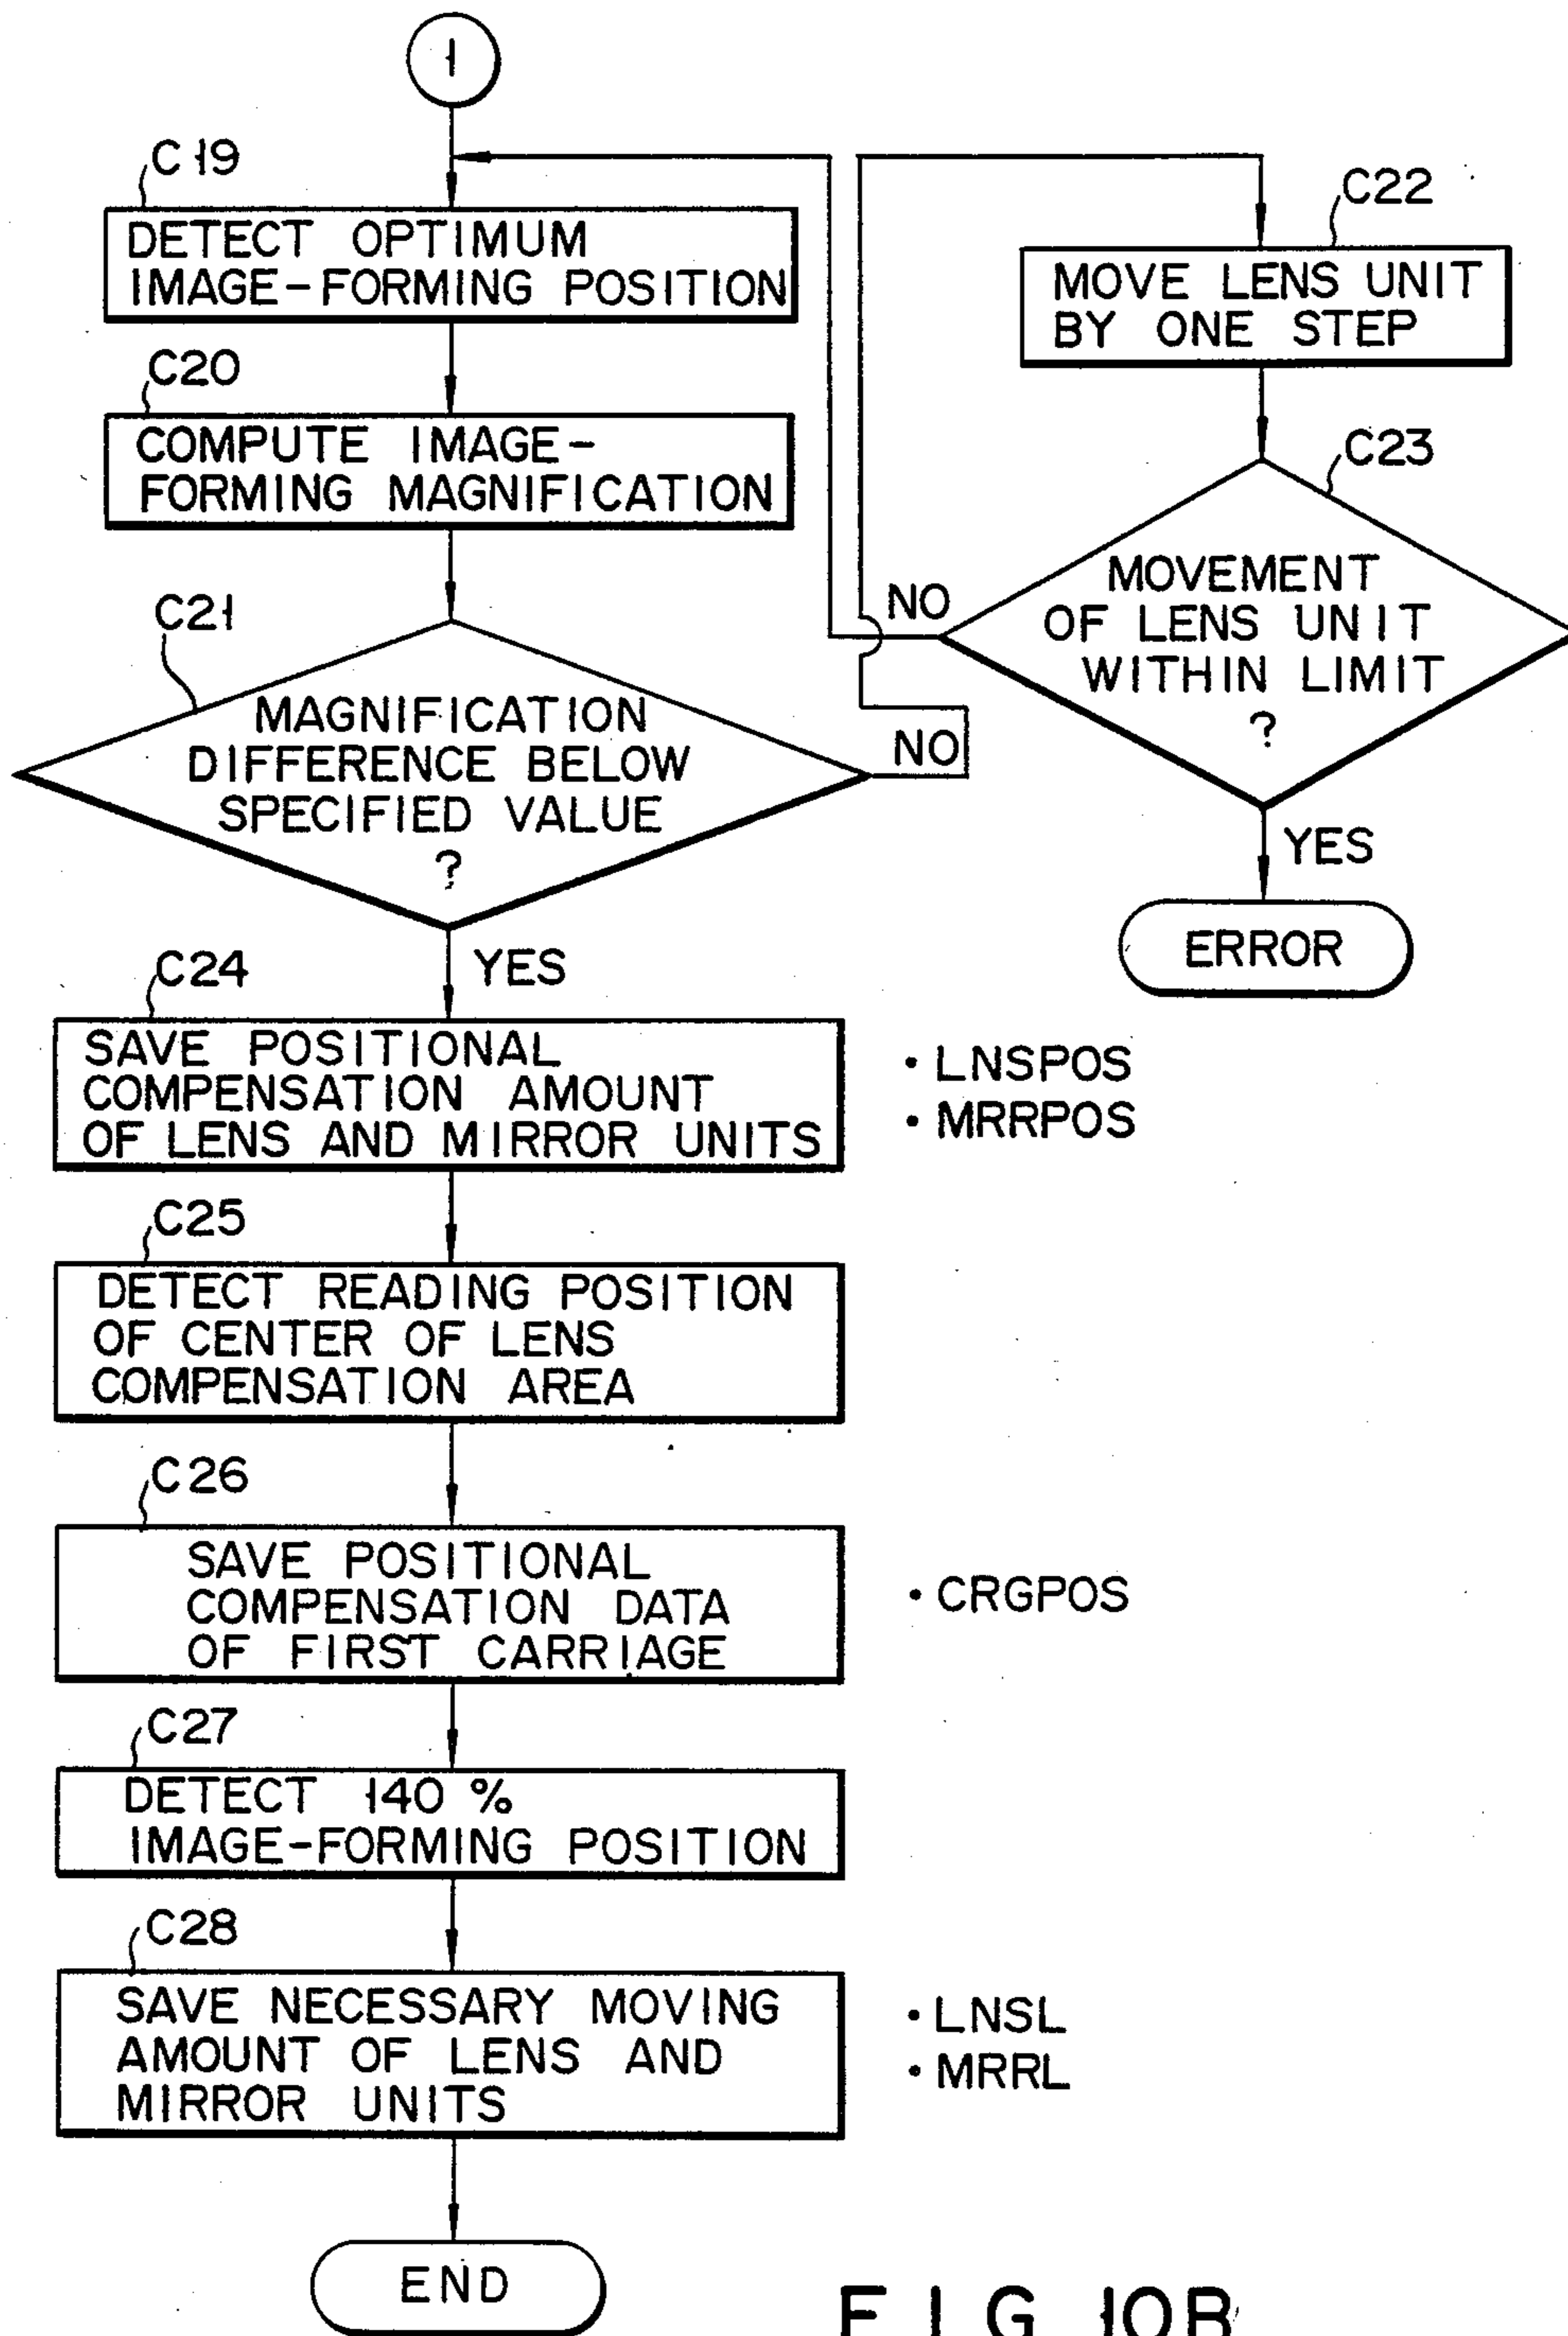 1
C19
DETECT OPTIMUM
IMAGE-FORMING POSITION
C20
COMPUTE IMAGE-
FORMING MAGNIFICATION
C21
MAGNIFICATION
DIFFERENCE BELOW
SPECIFIED VALUE
?
NO
YES
C22
MOVE LENS UNIT
BY ONE STEP
C23
MOVEMENT
OF LENS UNIT
WITHIN LIMIT
?
NO
YES
ERROR
C24
SAVE POSITIONAL
COMPENSATION AMOUNT
OF LENS AND MIRROR UNITS
• LNSPOS
• MRRPOS
C25
DETECT READING POSITION
OF CENTER OF LENS
COMPENSATION AREA
C26
SAVE POSITIONAL
COMPENSATION DATA
OF FIRST CARRIAGE
• CRGPOS
C27
DETECT 140 %
IMAGE-FORMING POSITION
C28
SAVE NECESSARY MOVING
AMOUNT OF LENS AND
MIRROR UNITS
• LNSL
• MRRL
END
FIG 10B